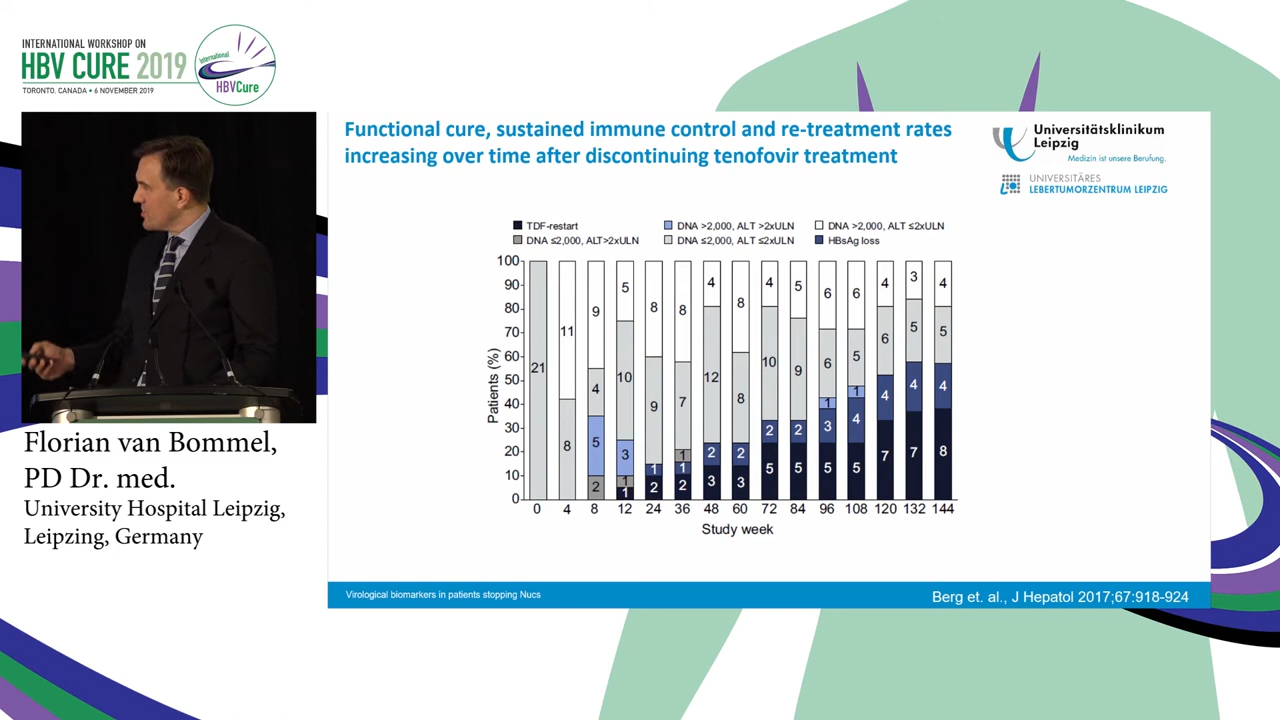 INTERNATIONAL WORKSHOP ON
HBV CURE 2019
TORONTO, CANADA • 6 NOVEMBER 2019
International
HBVCure
Functional cure, sustained immune control and re-treatment rates
increasing over time after discontinuing tenofovir treatment
Universitätsklinikum
Leipzig
Medizin ist unsere Berufung.
UNIVERSITÄRES
LEBERTUMORZENTRUM LEIPZIG
TDF-restart
DNA >2,000, ALT >2xULN
DNA >2,000, ALT ≤2xULN
DNA ≤2,000, ALT>2xULN
DNA ≤2,000, ALT ≤2xULN
HBsAg loss
Patients (%)
100
90
80
70
60
50
40
30
20
10
0
21
11
8
9
4
5
2
5
10
3
1
1
8
9
1
2
8
7
1
1
2
4
12
2
3
8
8
2
3
4
10
2
5
5
9
2
5
6
6
1
3
5
6
5
1
4
5
4
6
4
7
3
5
4
7
4
5
4
8
0 4 8 12 24 36 48 60 72 84 96 108 120 132 144
Study week
Virological biomarkers in patients stopping Nucs
Berg et. al., J Hepatol 2017;67:918-924
Florian van Bommel,
PD Dr. med.
University Hospital Leipzig,
Leipzing, Germany